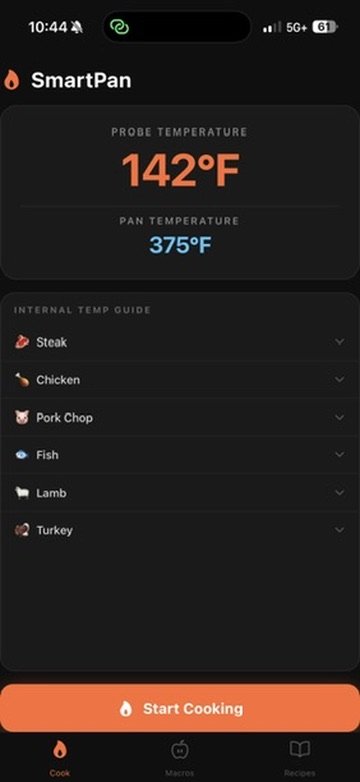 10:44 5G+ 61
SmartPan
PROBE TEMPERATURE
142°F
PAN TEMPERATURE
375°F
INTERNAL TEMP GUIDE
Steak
Chicken
Pork Chop
Fish
Lamb
Turkey
Start Cooking
Cook Macros Recipes